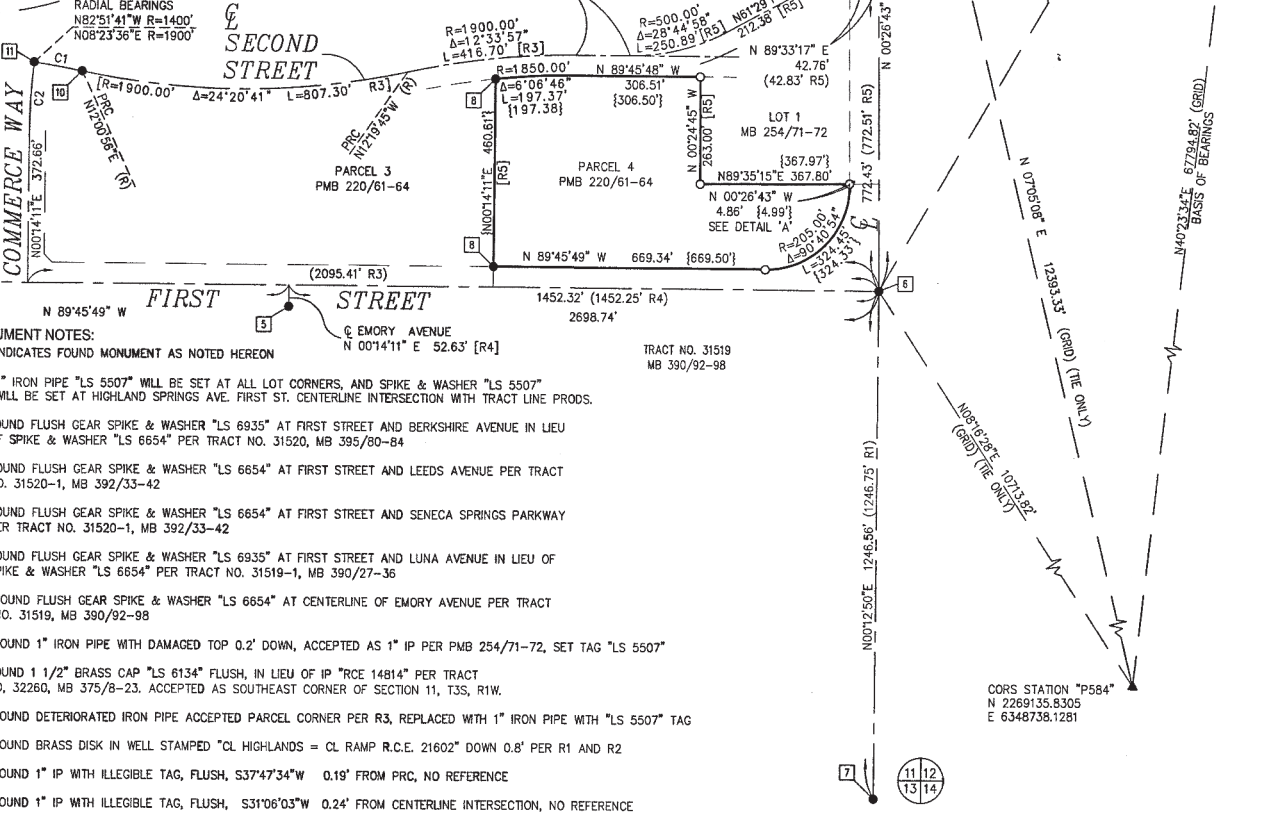 RADIAL BEARINGS
N82°51'41"W R=1400'
N08°23'36"E R=1900'
11
C1
10
C2
COMMERCE WAY
N00°14'11"E 372.66'
℄
SECOND
STREET
[R=1900.00' Δ=24°20'41" L=807.30' R3]
PRC
N12°00'56"E (R)
PRC
N12°19'45"W (R)
R=1900.00'
Δ=12°33'57"
L=416.70' [R3]
R=500.00'
Δ=28°44'58"
L=250.89' [R5]
212.38' [R5]
N 89°33'17" E
42.76'
(42.83' R5)
N 00°26'43"
R=1850.00'
Δ=6°06'46"
L=197.37'
{197.38}
8
N 89°45'48" W
306.51'
{306.50'}
N 00°24'45" W
263.00' [R5]
LOT 1
MB 254/71-72
{367.97'}
N89°35'15"E 367.80'
772.43' (772.51' R5)
PARCEL 3
PMB 220/61-64
N00°14'11"E 460.61'
[R5]
PARCEL 4
PMB 220/61-64
N 00°26'43" W
4.86' {4.99'}
SEE DETAIL 'A'
R=205.00'
Δ=90°40'54"
L=324.45'
{324.33'}
℄
8
N 89°45'49" W 669.34' {669.50'}
6
(2095.41' R3)
FIRST STREET
1452.32' (1452.25' R4)
2698.74'
N 89°45'49" W
5
℄ EMORY AVENUE
N 00°14'11" E 52.63' [R4]
TRACT NO. 31519
MB 390/92-98
N 07°05'08" E 12393.33' (GRID) (TIE ONLY)
N40°23'34"E 67794.82' (GRID)
BASIS OF BEARINGS
N08°16'28"E 10713.82'
(GRID) (TIE ONLY)
N00°12'50"E 1246.56' (1246.75' R1)
CORS STATION "P584"
N 2269135.8305
E 6348738.1281
7
11 12
13 14
UMENT NOTES:
NDICATES FOUND MONUMENT AS NOTED HEREON
" IRON PIPE "LS 5507" WILL BE SET AT ALL LOT CORNERS, AND SPIKE & WASHER "LS 5507"
WILL BE SET AT HIGHLAND SPRINGS AVE. FIRST ST. CENTERLINE INTERSECTION WITH TRACT LINE PRODS.
OUND FLUSH GEAR SPIKE & WASHER "LS 6935" AT FIRST STREET AND BERKSHIRE AVENUE IN LIEU
F SPIKE & WASHER "LS 6654" PER TRACT NO. 31520, MB 395/80-84
OUND FLUSH GEAR SPIKE & WASHER "LS 6654" AT FIRST STREET AND LEEDS AVENUE PER TRACT
O. 31520-1, MB 392/33-42
OUND FLUSH GEAR SPIKE & WASHER "LS 6654" AT FIRST STREET AND SENECA SPRINGS PARKWAY
ER TRACT NO. 31520-1, MB 392/33-42
OUND FLUSH GEAR SPIKE & WASHER "LS 6935" AT FIRST STREET AND LUNA AVENUE IN LIEU OF
PIKE & WASHER "LS 6654" PER TRACT NO. 31519-1, MB 390/27-36
OUND FLUSH GEAR SPIKE & WASHER "LS 6654" AT CENTERLINE OF EMORY AVENUE PER TRACT
NO. 31519, MB 390/92-98
OUND 1" IRON PIPE WITH DAMAGED TOP 0.2' DOWN, ACCEPTED AS 1" IP PER PMB 254/71-72, SET TAG "LS 5507"
OUND 1 1/2" BRASS CAP "LS 6134" FLUSH, IN LIEU OF IP "RCE 14814" PER TRACT
O, 32260, MB 375/8-23. ACCEPTED AS SOUTHEAST CORNER OF SECTION 11, T3S, R1W.
OUND DETERIORATED IRON PIPE ACCEPTED PARCEL CORNER PER R3, REPLACED WITH 1" IRON PIPE WITH "LS 5507" TAG
OUND BRASS DISK IN WELL STAMPED "CL HIGHLANDS = CL RAMP R.C.E. 21602" DOWN 0.8' PER R1 AND R2
OUND 1" IP WITH ILLEGIBLE TAG, FLUSH, S37°47'34"W 0.19' FROM PRC, NO REFERENCE
OUND 1" IP WITH ILLEGIBLE TAG, FLUSH, S31°06'03"W 0.24' FROM CENTERLINE INTERSECTION, NO REFERENCE